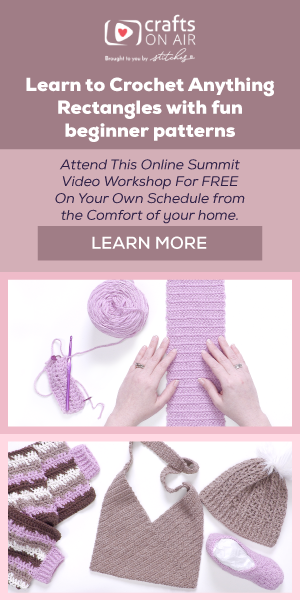 crafts
ON AIR
Brought to you by stitches
Learn to Crochet Anything
Rectangles with fun
beginner patterns
Attend This Online Summit
Video Workshop For FREE
On Your Own Schedule from
the Comfort of your home.
LEARN MORE